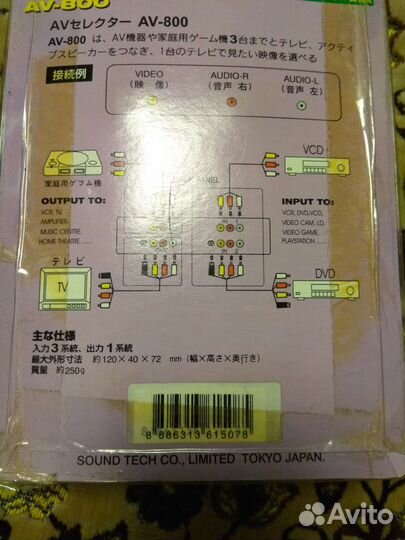 AV-800
AVセレクター AV-800
AV-800 は、AV機器や家庭用ゲーム機3台までとテレビ、アクティ
ブスピーカーをつなぎ、1台のテレビで見たい映像を選べる
接続例
VIDEO
(映 像)
AUDIO-R
(音声 右)
AUDIO-L
(音声 左)
VCD
家庭用ゲーム機
PANEL
OUTPUT TO:
VCR, TV,
AMPLIFIER,
MUSIC CENTRE,
HOME THEATRE .....
INPUT TO:
VCR, DVD,VCD,
VIDEO CAM, LD,
VIDEO GAME,
PLAYSTATION .....
IN 1
OUT
IN 2
テレビ
TV
DVD
主な仕様
入力3系統、出力1系統
最大外形寸法 約120×40×72 mm (幅×高さ×奥行き)
質量 約250g
8 886313 615078
SOUND TECH CO., LIMITED TOKYO JAPAN.
Avito